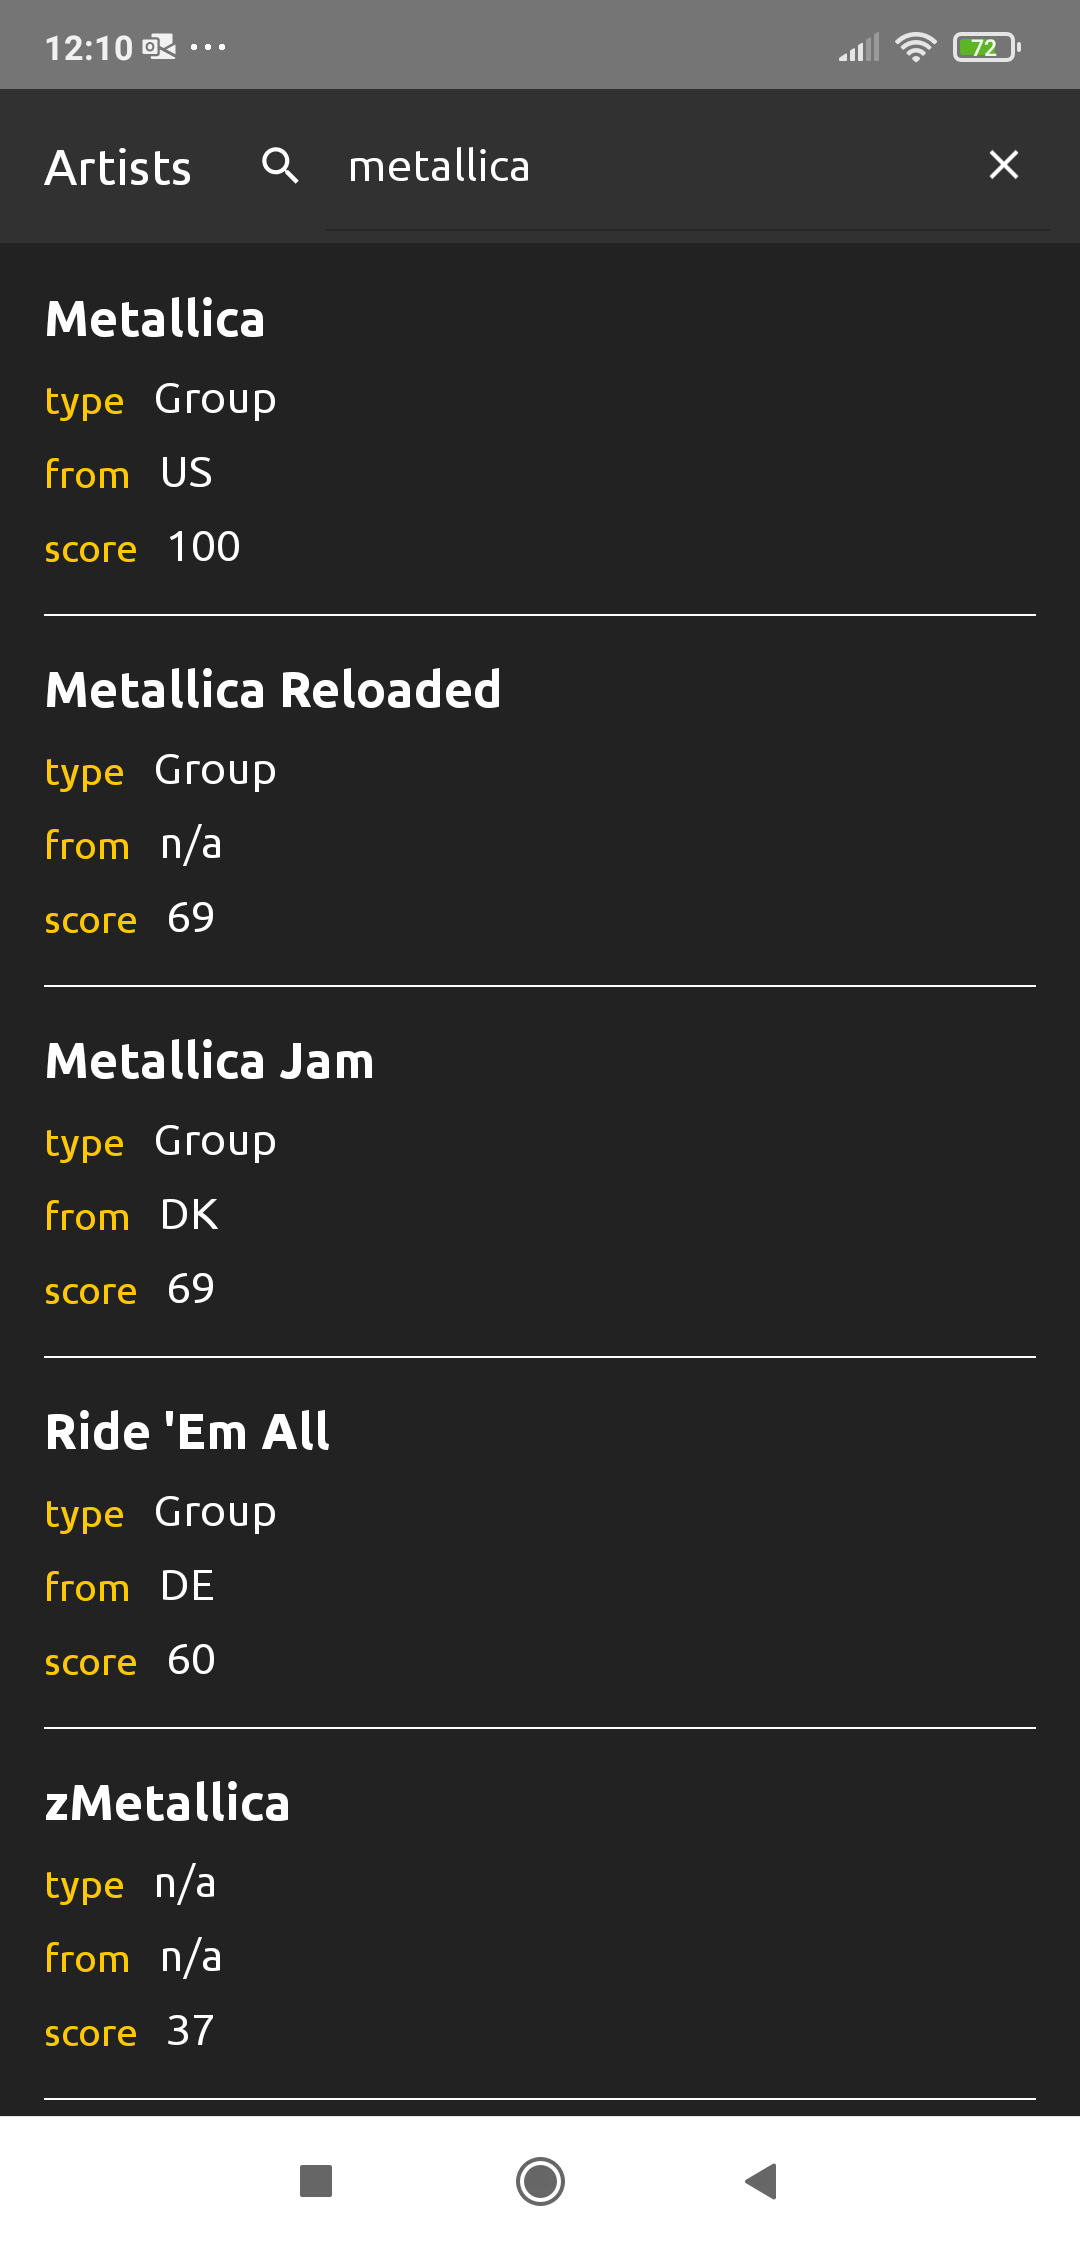 12:10 72
Artists metallica
Metallica
type Group
from US
score 100
Metallica Reloaded
type Group
from n/a
score 69
Metallica Jam
type Group
from DK
score 69
Ride 'Em All
type Group
from DE
score 60
zMetallica
type n/a
from n/a
score 37